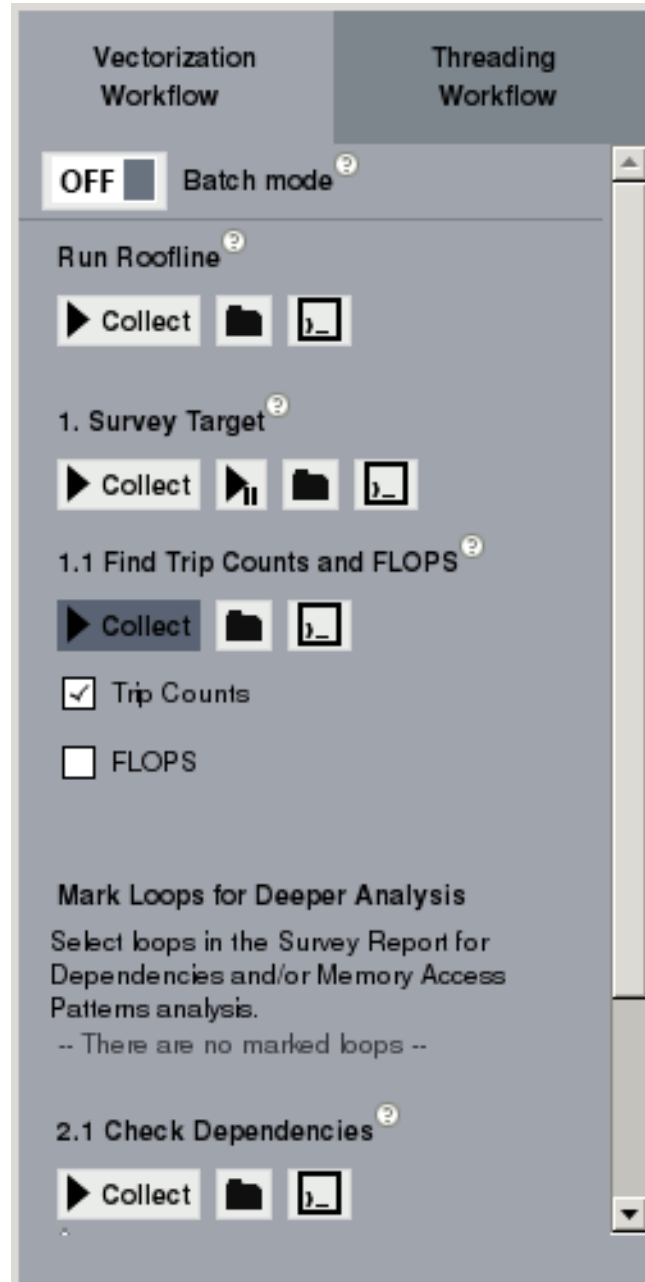 Vectorization Workflow
Threading Workflow
OFF Batch mode ?
Run Roofline ?
Collect
1. Survey Target ?
Collect
1.1 Find Trip Counts and FLOPS ?
Collect
Trip Counts
FLOPS
Mark Loops for Deeper Analysis
Select loops in the Survey Report for
Dependencies and/or Memory Access
Patterns analysis.
-- There are no marked loops --
2.1 Check Dependencies ?
Collect